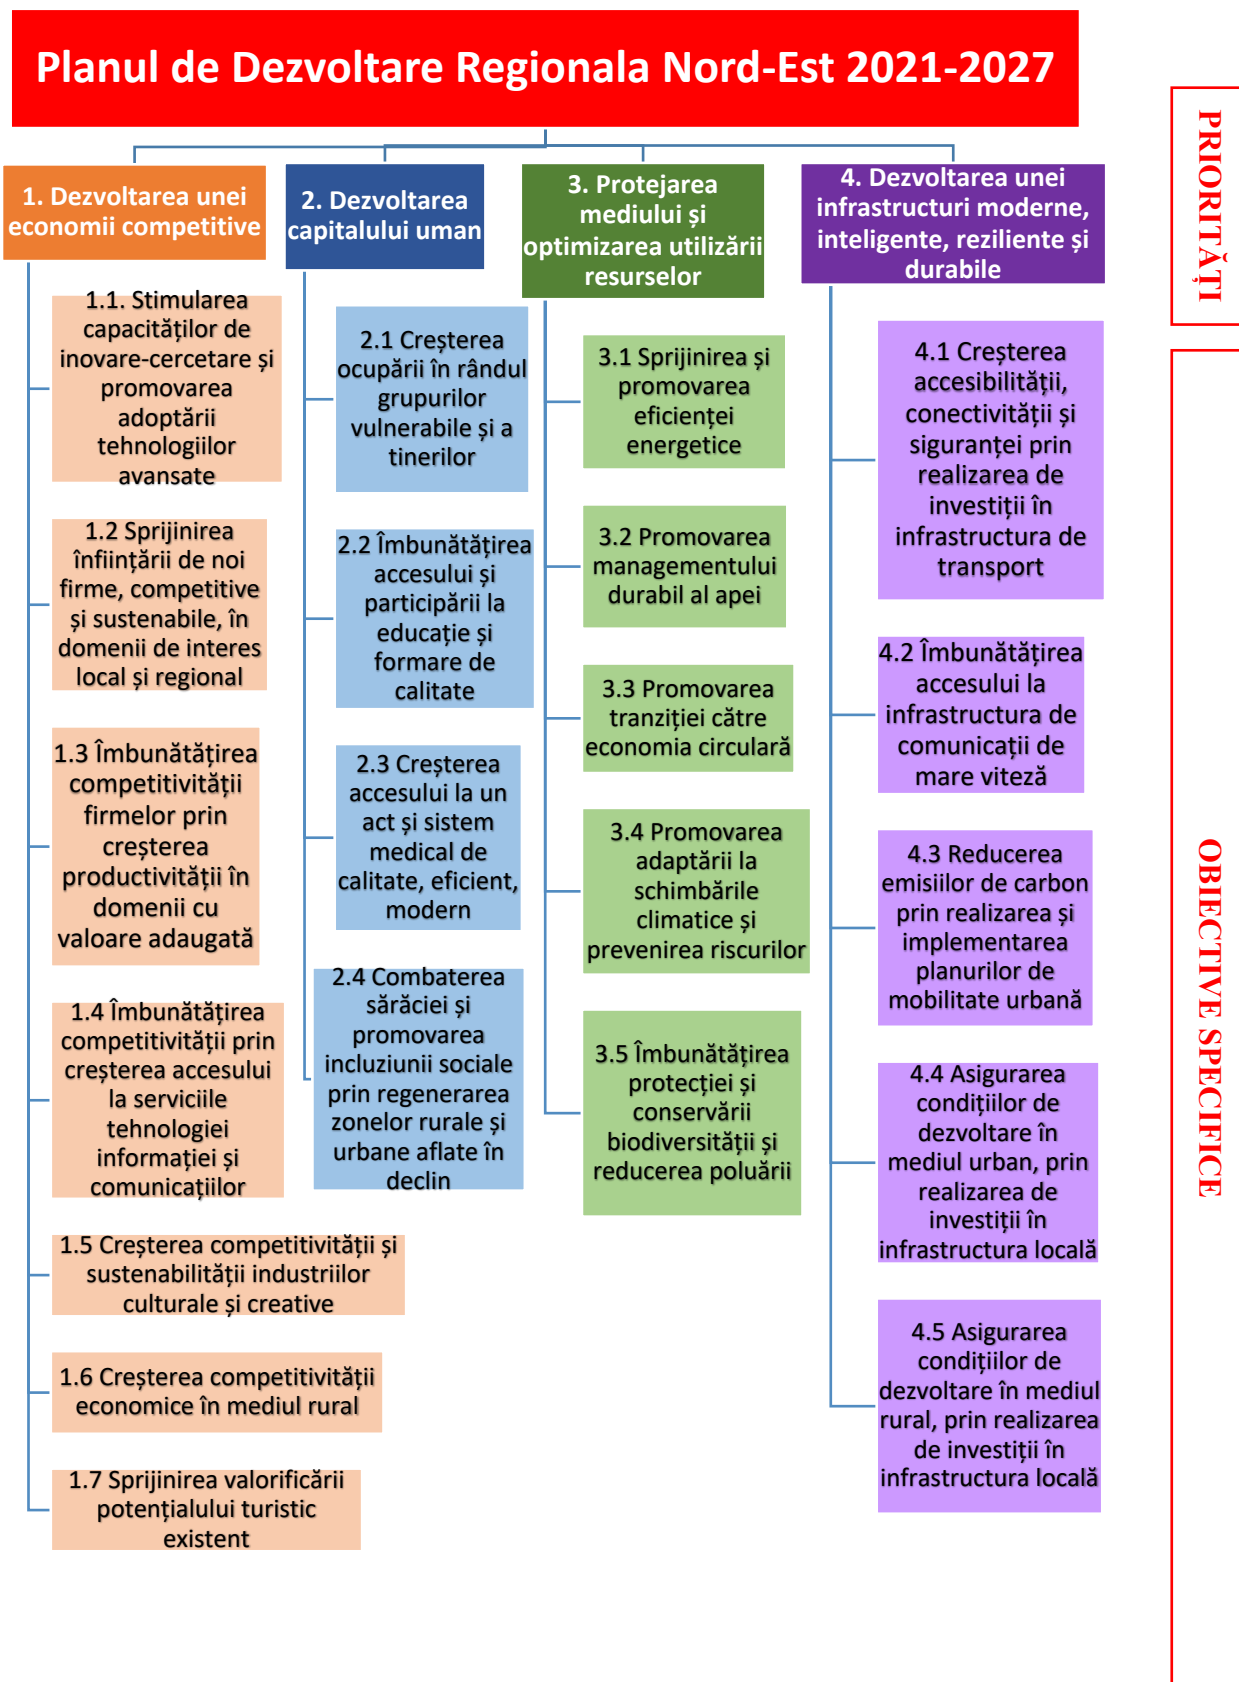 Planul de Dezvoltare Regionala Nord-Est 2021-2027
PRIORITĂȚI
1. Dezvoltarea unei
economii competitive
2. Dezvoltarea
capitalului uman
3. Protejarea
mediului și
optimizarea utilizării
resurselor
4. Dezvoltarea unei
infrastructuri moderne,
inteligente, reziliente și
durabile
OBIECTIVE SPECIFICE
1.1. Stimularea
capacităților de
inovare-cercetare și
promovarea
adoptării
tehnologiilor
avansate
1.2 Sprijinirea
înființării de noi
firme, competitive
și sustenabile, în
domenii de interes
local și regional
1.3 Îmbunătățirea
competitivității
firmelor prin
creșterea
productivității în
domenii cu
valoare adaugată
1.4 Îmbunătățirea
competitivității prin
creșterea accesului
la serviciile
tehnologiei
informației și
comunicațiilor
1.5 Creșterea competitivității și
sustenabilității industriilor
culturale și creative
1.6 Creșterea competitivității
economice în mediul rural
1.7 Sprijinirea valorificării
potențialului turistic
existent
2.1 Creșterea
ocupării în rândul
grupurilor
vulnerabile și a
tinerilor
2.2 Îmbunătățirea
accesului și
participării la
educație și
formare de
calitate
2.3 Creșterea
accesului la un
act și sistem
medical de
calitate, eficient,
modern
2.4 Combaterea
sărăciei și
promovarea
incluziunii sociale
prin regenerarea
zonelor rurale și
urbane aflate în
declin
3.1 Sprijinirea și
promovarea
eficienței
energetice
3.2 Promovarea
managementului
durabil al apei
3.3 Promovarea
tranziției către
economia circulară
3.4 Promovarea
adaptării la
schimbările
climatice și
prevenirea riscurilor
3.5 Îmbunătățirea
protecției și
conservării
biodiversității și
reducerea poluării
4.1 Creșterea
accesibilității,
conectivității și
siguranței prin
realizarea de
investiții în
infrastructura de
transport
4.2 Îmbunătățirea
accesului la
infrastructura de
comunicații de
mare viteză
4.3 Reducerea
emisiilor de carbon
prin realizarea și
implementarea
planurilor de
mobilitate urbană
4.4 Asigurarea
condițiilor de
dezvoltare în
mediul urban, prin
realizarea de
investiții în
infrastructura locală
4.5 Asigurarea
condițiilor de
dezvoltare în mediul
rural, prin realizarea
de investiții în
infrastructura locală